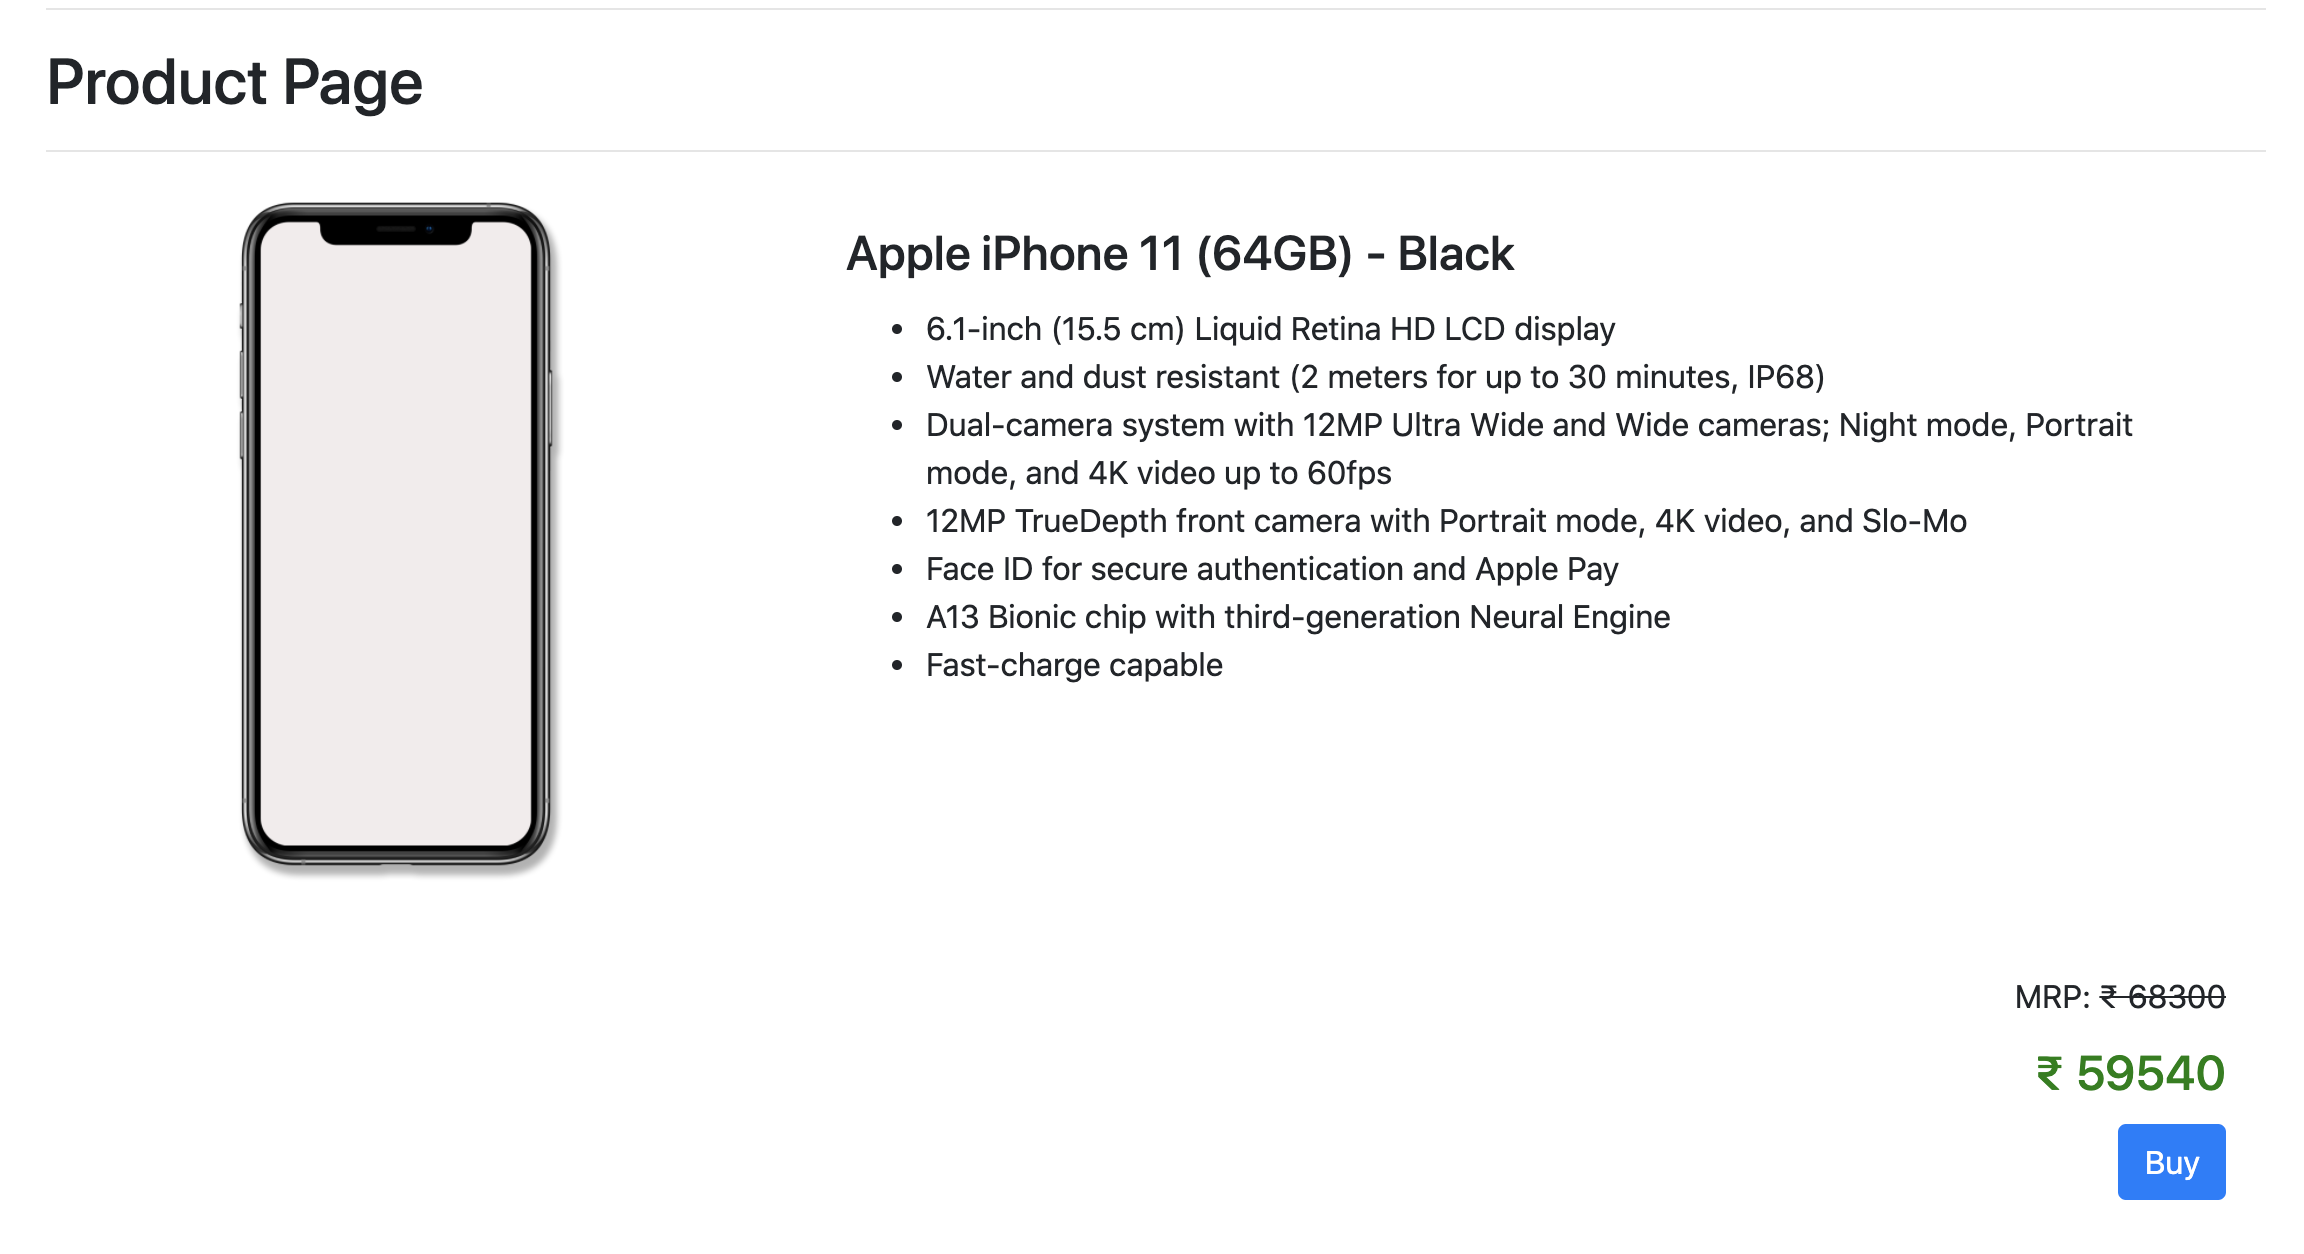 Product Page
Apple iPhone 11 (64GB) - Black
• 6.1-inch (15.5 cm) Liquid Retina HD LCD display
• Water and dust resistant (2 meters for up to 30 minutes, IP68)
• Dual-camera system with 12MP Ultra Wide and Wide cameras; Night mode, Portrait
mode, and 4K video up to 60fps
• 12MP TrueDepth front camera with Portrait mode, 4K video, and Slo-Mo
• Face ID for secure authentication and Apple Pay
• A13 Bionic chip with third-generation Neural Engine
• Fast-charge capable
MRP: ₹ 68300
₹ 59540
Buy